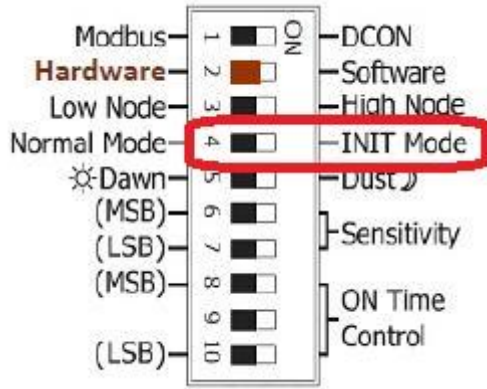 Modbus 1 ON DCON
Hardware 2 Software
Low Node 3 High Node
Normal Mode 4 INIT Mode
Dawn 5 Dust
(MSB) 6
Sensitivity
(LSB) 7
(MSB) 8
ON Time
9
Control
(LSB) 10